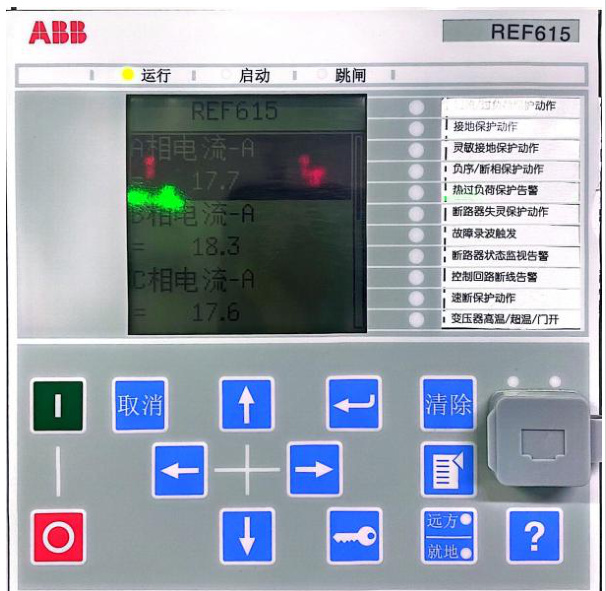 ABB
REF615
运行 启动 跳闸
REF615
A相电流-A
= 17.7
B相电流-A
= 18.3
C相电流-A
= 17.6
护动作
接地保护动作
灵敏接地保护动作
负序/断相保护动作
热过负荷保护告警
断路器失灵保护动作
故障录波触发
断路器状态监视告警
控制回路断线告警
速断保护动作
变压器高温/超温/门开
I
取消
清除
O
远方
就地
?